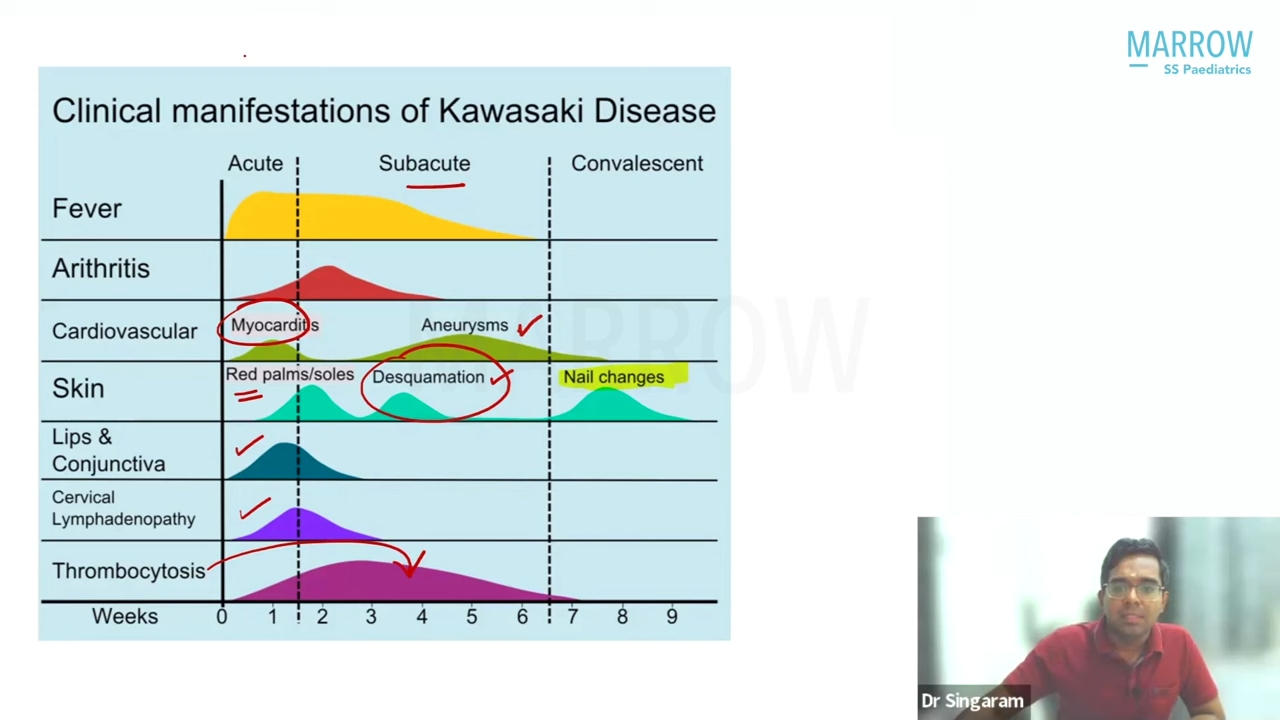 MARROW
SS Paediatrics
Clinical manifestations of Kawasaki Disease
Acute Subacute Convalescent
Fever
Arithritis
Cardiovascular Myocarditis Aneurysms
Skin Red palms/soles Desquamation Nail changes
Lips &
Conjunctiva
Cervical
Lymphadenopathy
Thrombocytosis
Weeks 0 1 2 3 4 5 6 7 8 9
MARROW
Dr Singaram